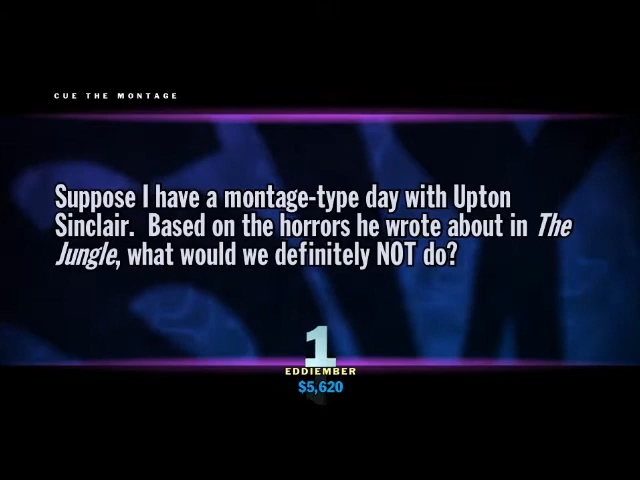 CUE THE MONTAGE
Suppose I have a montage-type day with Upton
Sinclair.  Based on the horrors he wrote about in The
Jungle, what would we definitely NOT do?
1
EDDIEMBER
$5,620